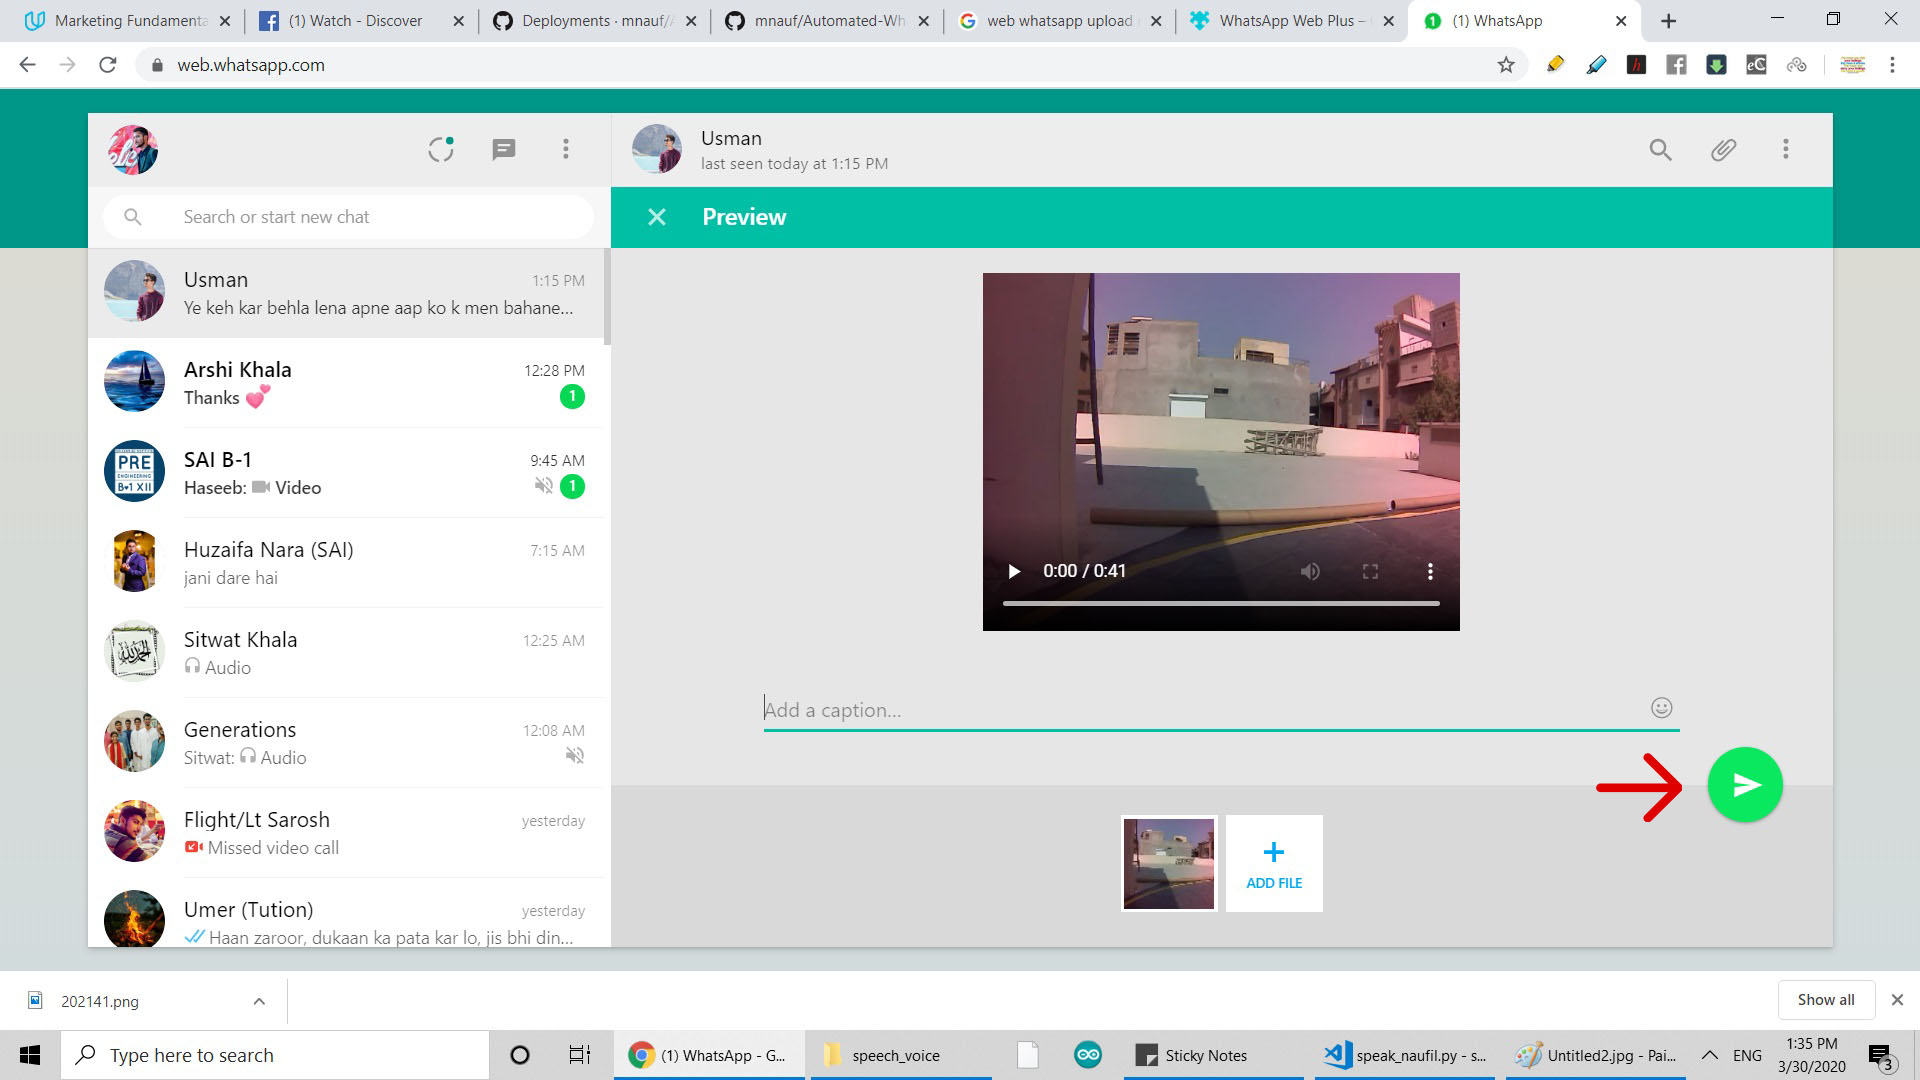 Marketing Fundamenta
(1) Watch - Discover
Deployments · mnauf/A
mnauf/Automated-Wh
web whatsapp upload
WhatsApp Web Plus –
(1) WhatsApp
web.whatsapp.com
Usman
last seen today at 1:15 PM
Search or start new chat
Preview
Usman
1:15 PM
Ye keh kar behla lena apne aap ko k men bahane...
Arshi Khala
12:28 PM
Thanks 💕
1
SAI B-1
9:45 AM
Haseeb: Video
1
PRE
ENGINEERING
B-1 XII
Huzaifa Nara (SAI)
7:15 AM
jani dare hai
Sitwat Khala
12:25 AM
Audio
Generations
12:08 AM
Sitwat: Audio
Flight/Lt Sarosh
yesterday
Missed video call
Umer (Tution)
yesterday
Haan zaroor, dukaan ka pata kar lo, jis bhi din...
0:00 / 0:41
Add a caption...
ADD FILE
202141.png
Show all
Type here to search
(1) WhatsApp - G...
speech_voice
Sticky Notes
speak_naufil.py - s...
Untitled2.jpg - Pai...
ENG
1:35 PM
3/30/2020
3